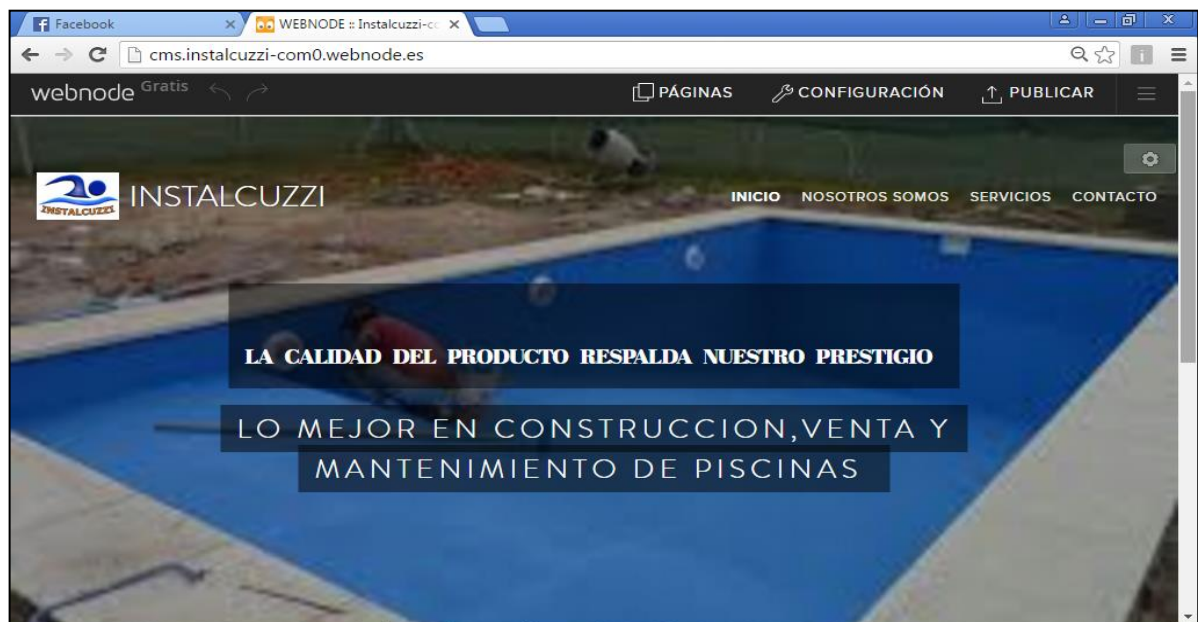 Facebook
WEBNODE :: Instalcuzzi-cc
cms.instalcuzzi-com0.webnode.es
webnode Gratis
PÁGINAS
CONFIGURACIÓN
PUBLICAR
INSTALCUZZI
INSTALCUZZI
INICIO NOSOTROS SOMOS SERVICIOS CONTACTO
LA CALIDAD DEL PRODUCTO RESPALDA NUESTRO PRESTIGIO
LO MEJOR EN CONSTRUCCION,VENTA Y
MANTENIMIENTO DE PISCINAS